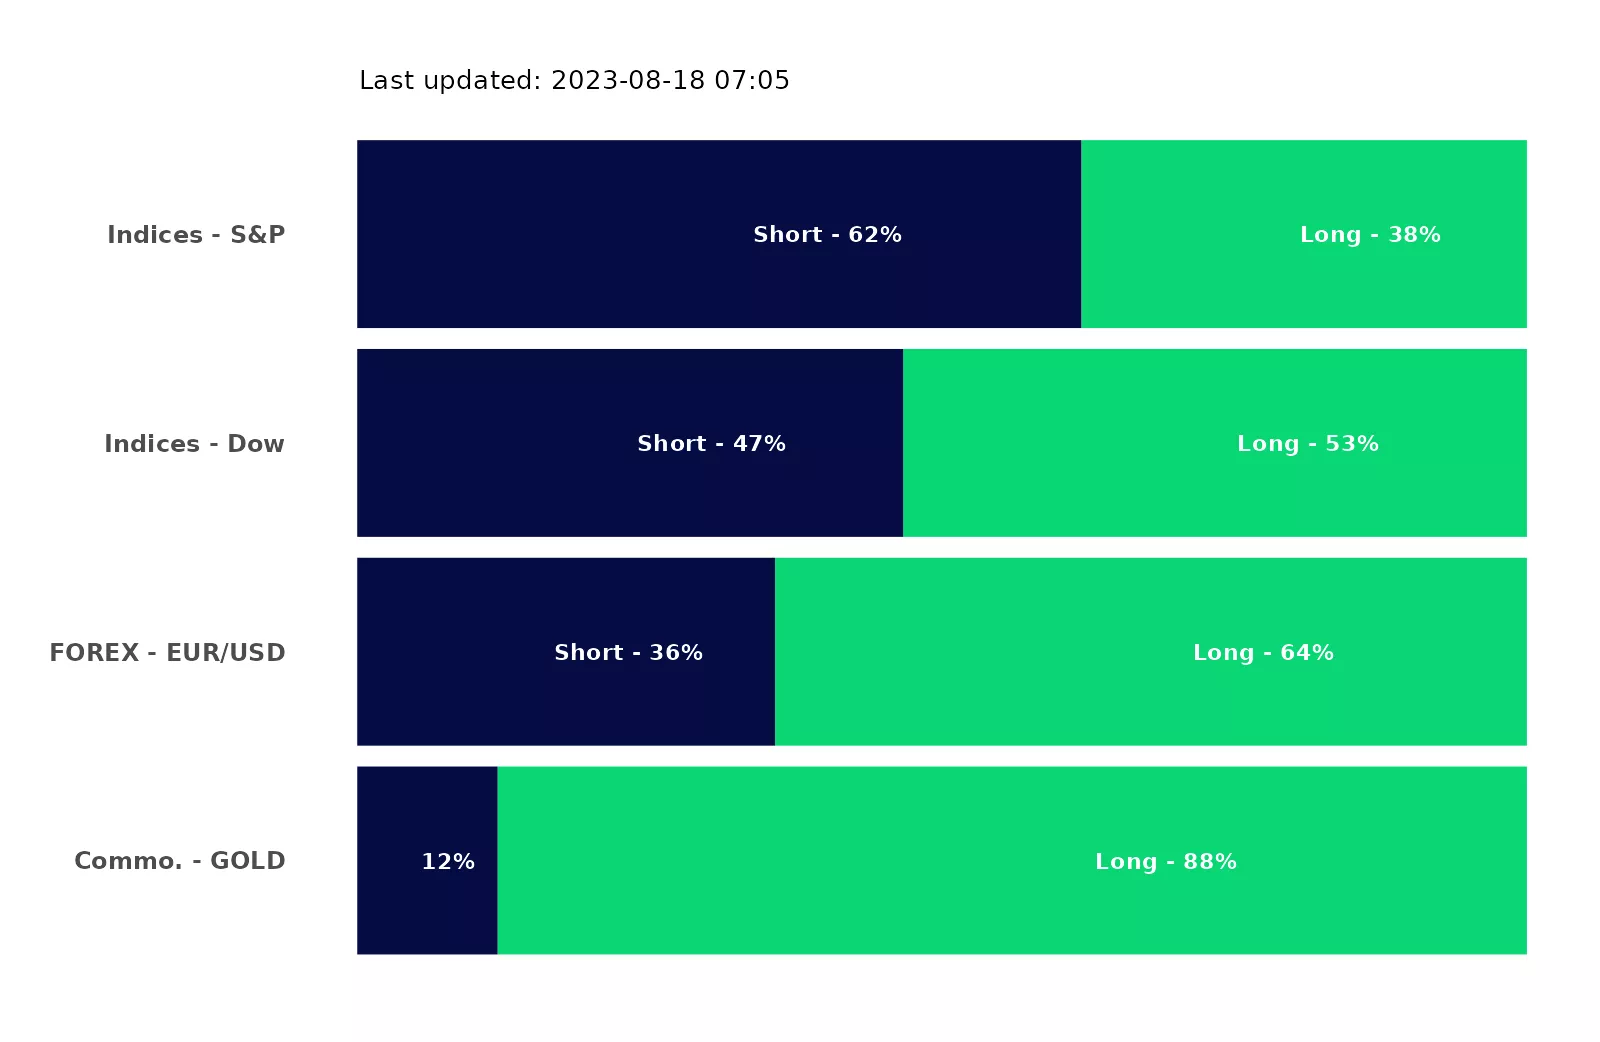 Last updated: 2023-08-18 07:05
Indices - S&P Short - 62% Long - 38%
Indices - Dow Short - 47% Long - 53%
FOREX - EUR/USD Short - 36% Long - 64%
Commo. - GOLD 12% Long - 88%